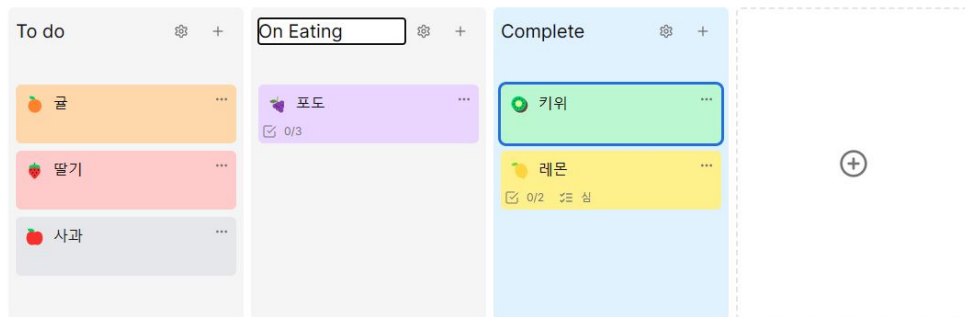 To do
귤
딸기
사과
On Eating
포도
0/3
Complete
키위
레몬
0/2 심